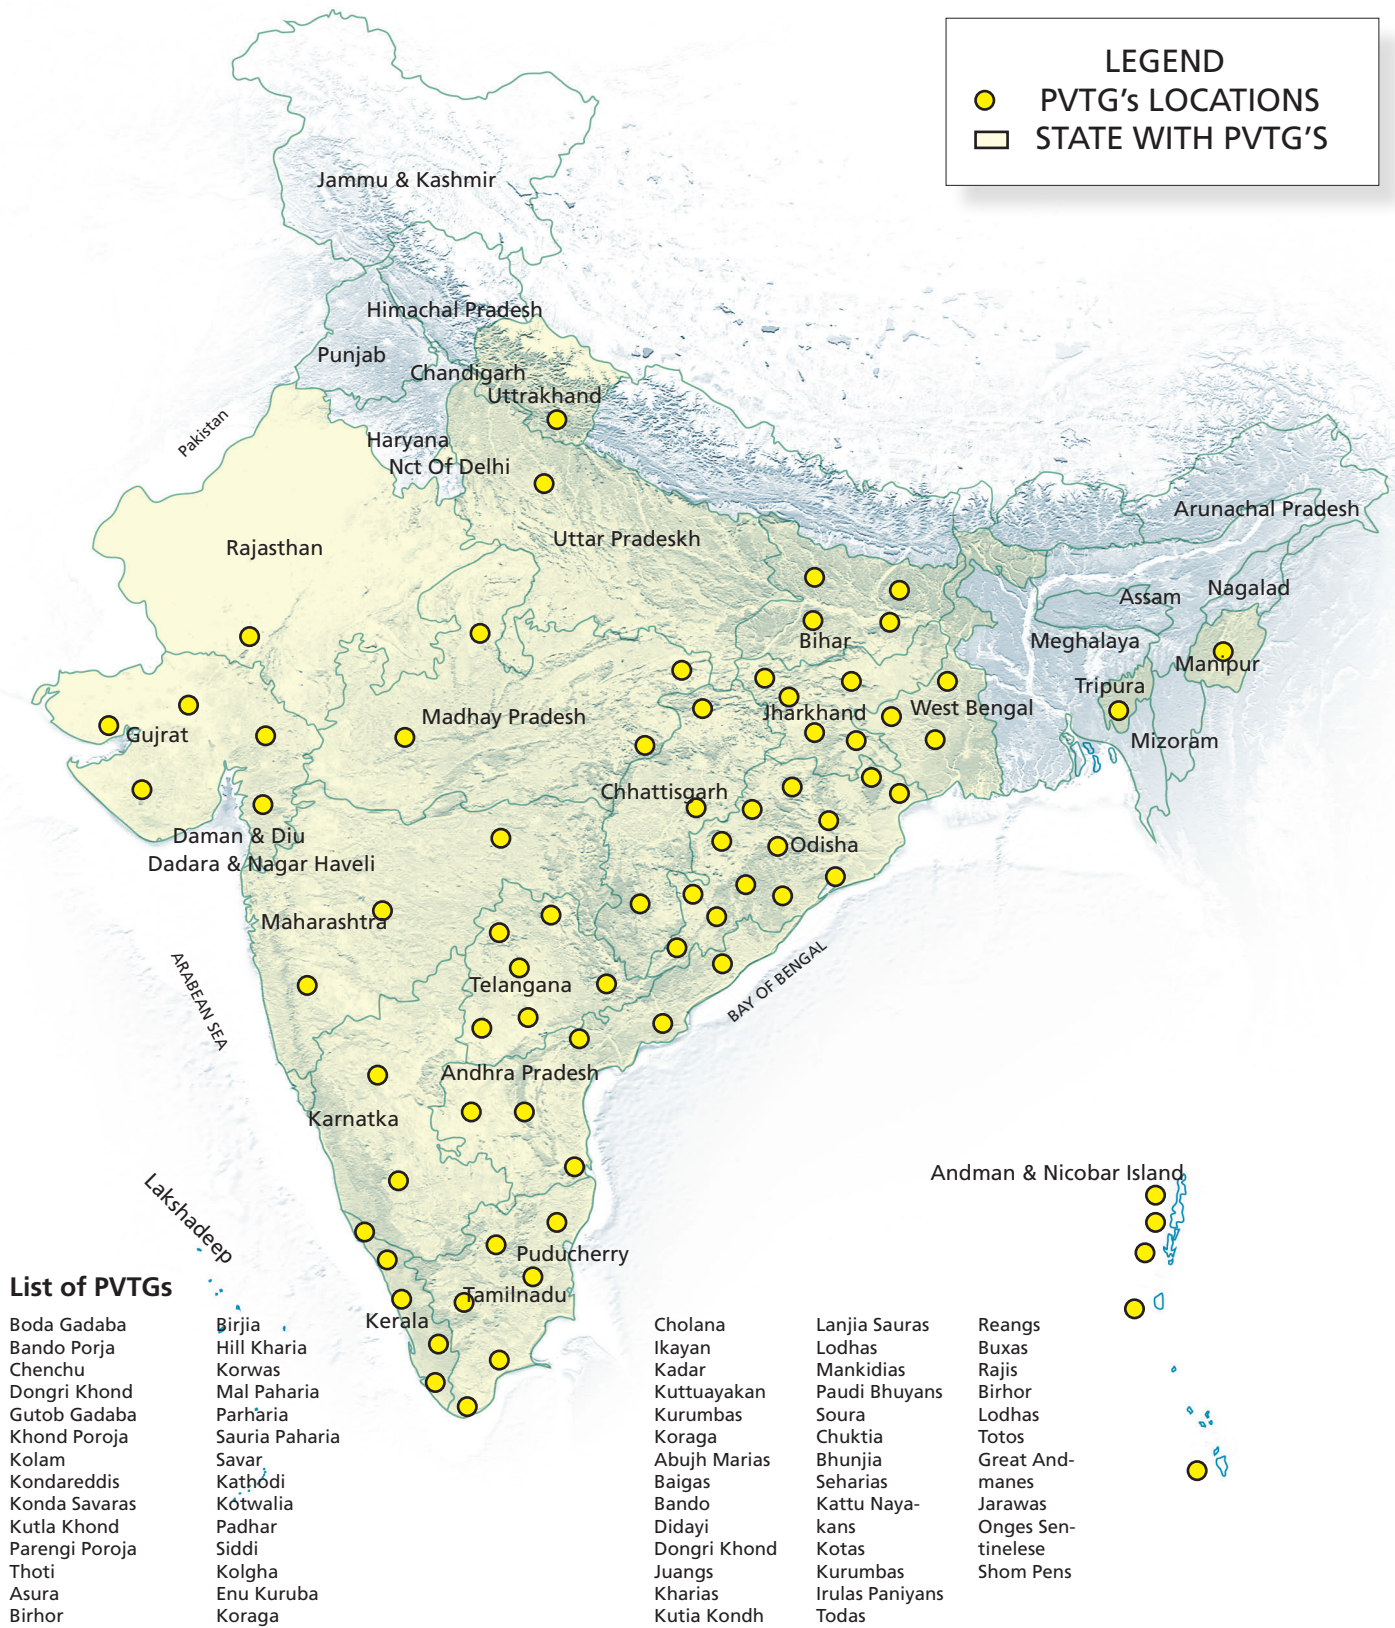 LEGEND
PVTG's LOCATIONS
STATE WITH PVTG'S
Jammu & Kashmir
Himachal Pradesh
Punjab
Chandigarh
Uttrakhand
Pakistan
Haryana
Nct Of Delhi
Arunachal Pradesh
Uttar Pradeskh
Rajasthan
Assam
Nagalad
Bihar
Meghalaya
Manipur
Tripura
Madhay Pradesh
Jharkhand
West Bengal
Gujrat
Mizoram
Chhattisgarh
Daman & Diu
Odisha
Dadara & Nagar Haveli
Maharashtra
ARABEAN SEA
Telangana
BAY OF BENGAL
Andhra Pradesh
Karnatka
Andman & Nicobar Island
Lakshadeep
Puducherry
Tamilnadu
Kerala
List of PVTGs
Boda Gadaba
Bando Porja
Chenchu
Dongri Khond
Gutob Gadaba
Khond Poroja
Kolam
Kondareddis
Konda Savaras
Kutla Khond
Parengi Poroja
Thoti
Asura
Birhor
Birjia
Hill Kharia
Korwas
Mal Paharia
Parharia
Sauria Paharia
Savar
Kathodi
Kotwalia
Padhar
Siddi
Kolgha
Enu Kuruba
Koraga
Cholana
Ikayan
Kadar
Kuttuayakan
Kurumbas
Koraga
Abujh Marias
Baigas
Bando
Didayi
Dongri Khond
Juangs
Kharias
Kutia Kondh
Lanjia Sauras
Lodhas
Mankidias
Paudi Bhuyans
Soura
Chuktia
Bhunjia
Seharias
Kattu Naya-
kans
Kotas
Kurumbas
Irulas Paniyans
Todas
Reangs
Buxas
Rajis
Birhor
Lodhas
Totos
Great And-
manes
Jarawas
Onges Sen-
tinelese
Shom Pens